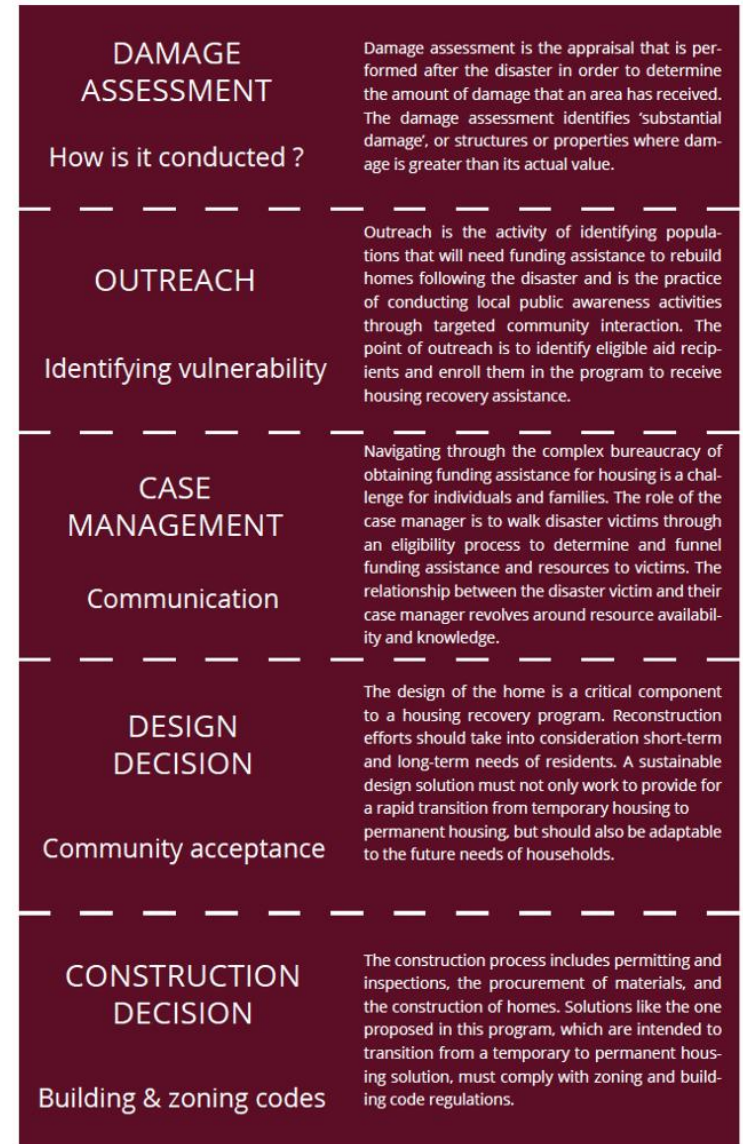 DAMAGE
ASSESSMENT
How is it conducted ?
Damage assessment is the appraisal that is per-
formed after the disaster in order to determine
the amount of damage that an area has received.
The damage assessment identifies ‘substantial
damage’, or structures or properties where dam-
age is greater than its actual value.
OUTREACH
Identifying vulnerability
Outreach is the activity of identifying popula-
tions that will need funding assistance to rebuild
homes following the disaster and is the practice
of conducting local public awareness activities
through targeted community interaction. The
point of outreach is to identify eligible aid recip-
ients and enroll them in the program to receive
housing recovery assistance.
CASE
MANAGEMENT
Communication
Navigating through the complex bureaucracy of
obtaining funding assistance for housing is a chal-
lenge for individuals and families. The role of the
case manager is to walk disaster victims through
an eligibility process to determine and funnel
funding assistance and resources to victims. The
relationship between the disaster victim and their
case manager revolves around resource availabil-
ity and knowledge.
DESIGN
DECISION
Community acceptance
The design of the home is a critical component
to a housing recovery program. Reconstruction
efforts should take into consideration short-term
and long-term needs of residents. A sustainable
design solution must not only work to provide for
a rapid transition from temporary housing to
permanent housing, but should also be adaptable
to the future needs of households.
CONSTRUCTION
DECISION
Building & zoning codes
The construction process includes permitting and
inspections, the procurement of materials, and
the construction of homes. Solutions like the one
proposed in this program, which are intended to
transition from a temporary to permanent hous-
ing solution, must comply with zoning and build-
ing code regulations.